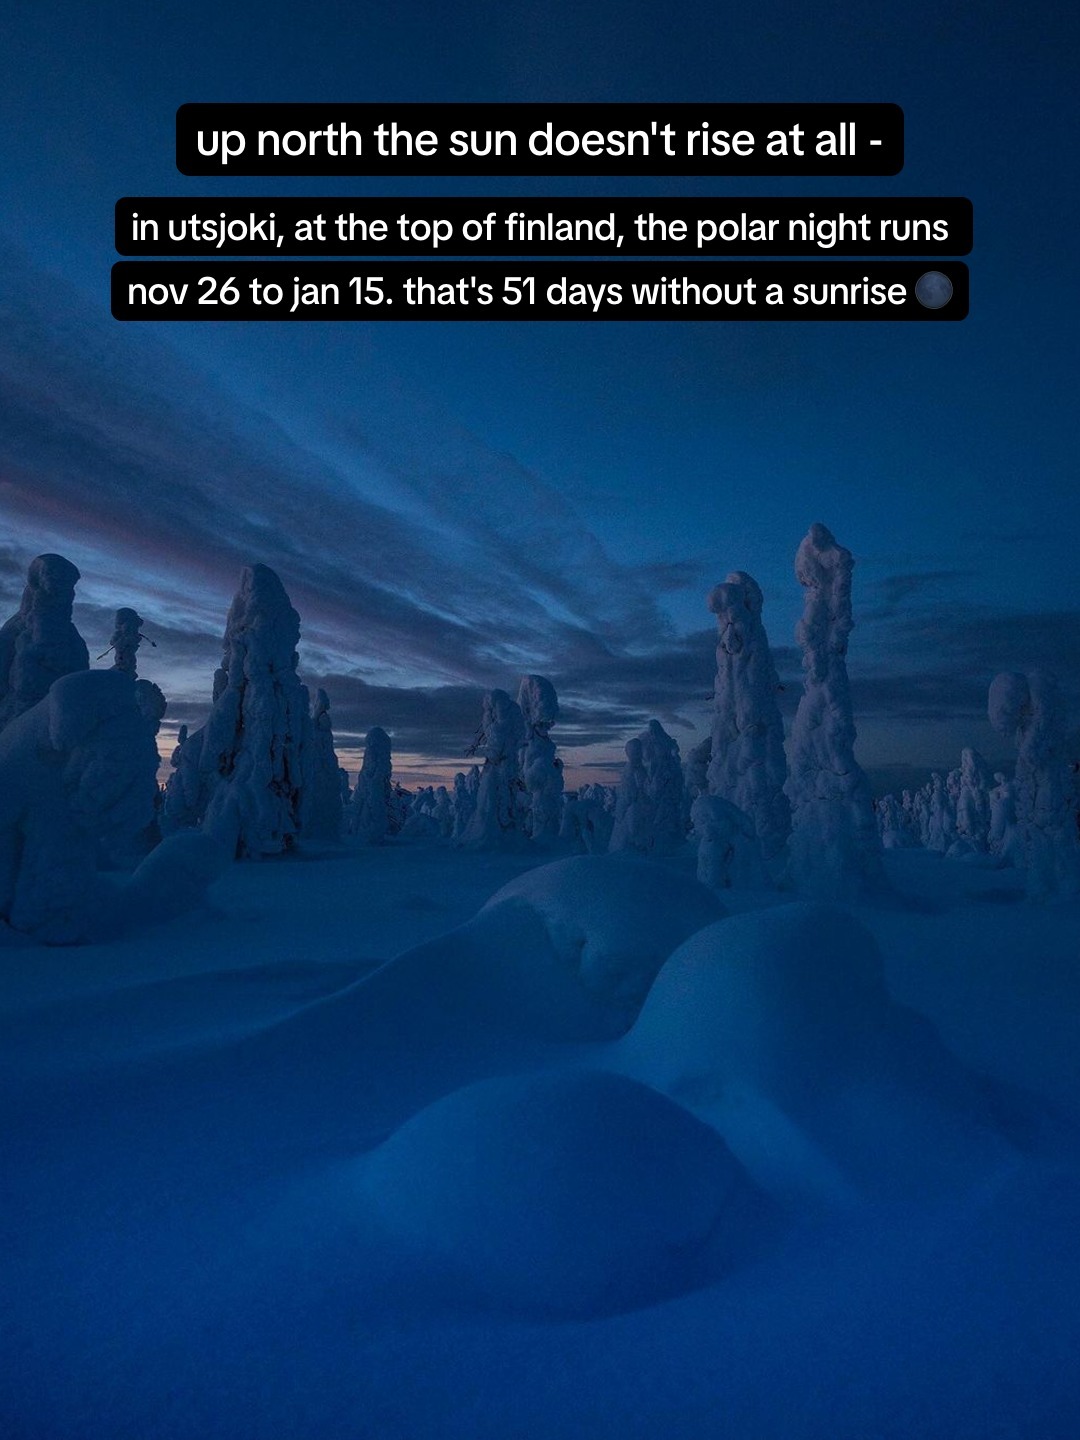 up north the sun doesn't rise at all -
in utsjoki, at the top of finland, the polar night runs
nov 26 to jan 15. that's 51 days without a sunrise 🌑